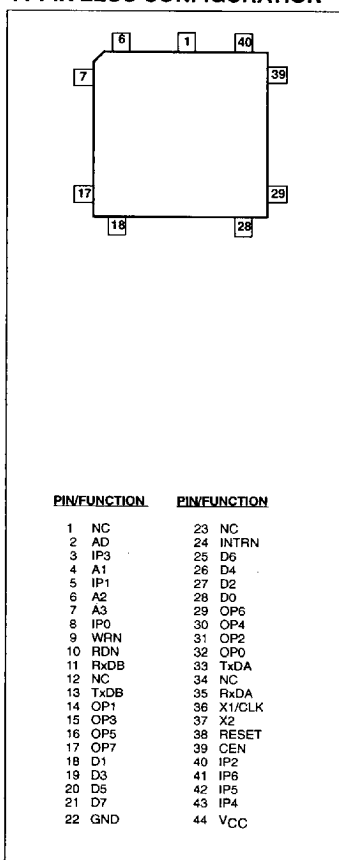 6 1 40
7 39
17 29
18 28
PIN/FUNCTION PIN/FUNCTION
1 NC 23 NC
2 AD 24 INTRN
3 IP3 25 D6
4 A1 26 D4
5 IP1 27 D2
6 A2 28 D0
7 A3 29 OP6
8 IP0 30 OP4
9 WRN 31 OP2
10 RDN 32 OP0
11 RxDB 33 TxDA
12 NC 34 NC
13 TxDB 35 RxDA
14 OP1 36 X1/CLK
15 OP3 37 X2
16 OP5 38 RESET
17 OP7 39 CEN
18 D1 40 IP2
19 D3 41 IP6
20 D5 42 IP5
21 D7 43 IP4
22 GND 44 VCC